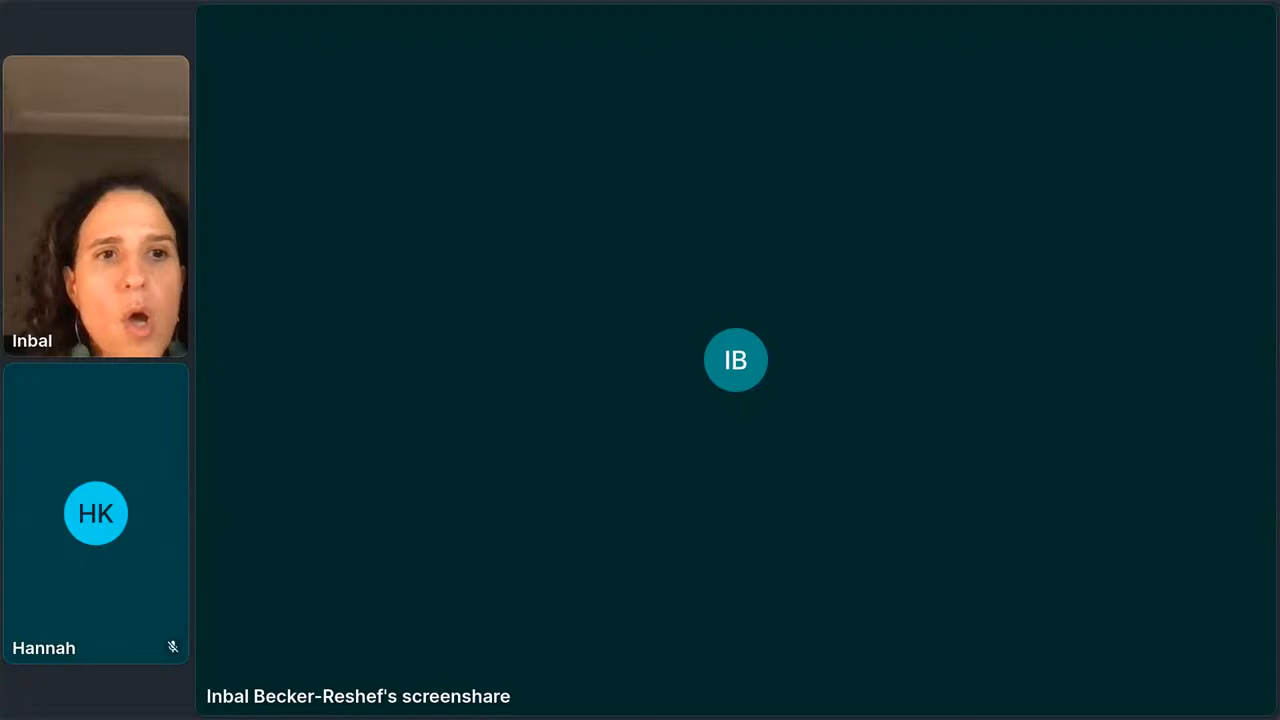 Inbal
HK
Hannah
IB
Inbal Becker-Reshef's screenshare